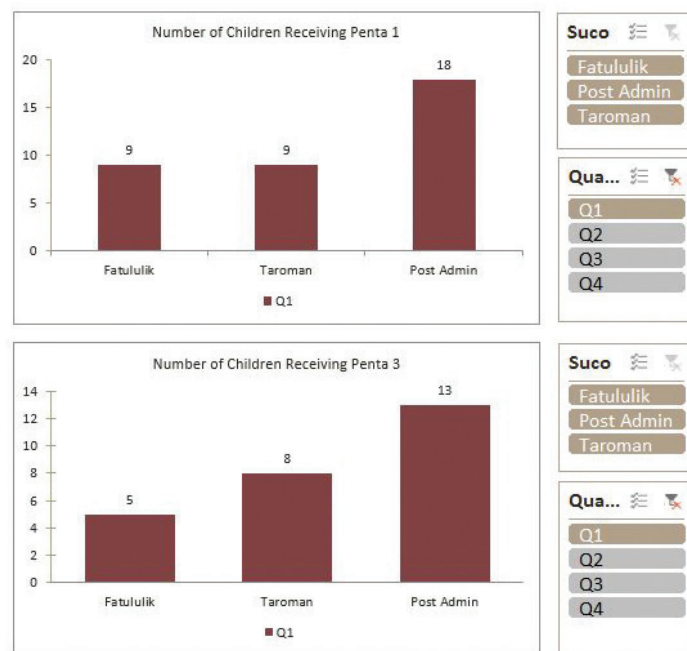 Number of Children Receiving Penta 1
20
15
10
5
0
9
9
18
Fatululik
Taroman
Post Admin
Q1
Suco
Fatululik
Post Admin
Taroman
Qua...
Q1
Q2
Q3
Q4
Number of Children Receiving Penta 3
14
12
10
8
6
4
2
0
5
8
13
Fatululik
Taroman
Post Admin
Q1
Suco
Fatululik
Post Admin
Taroman
Qua...
Q1
Q2
Q3
Q4